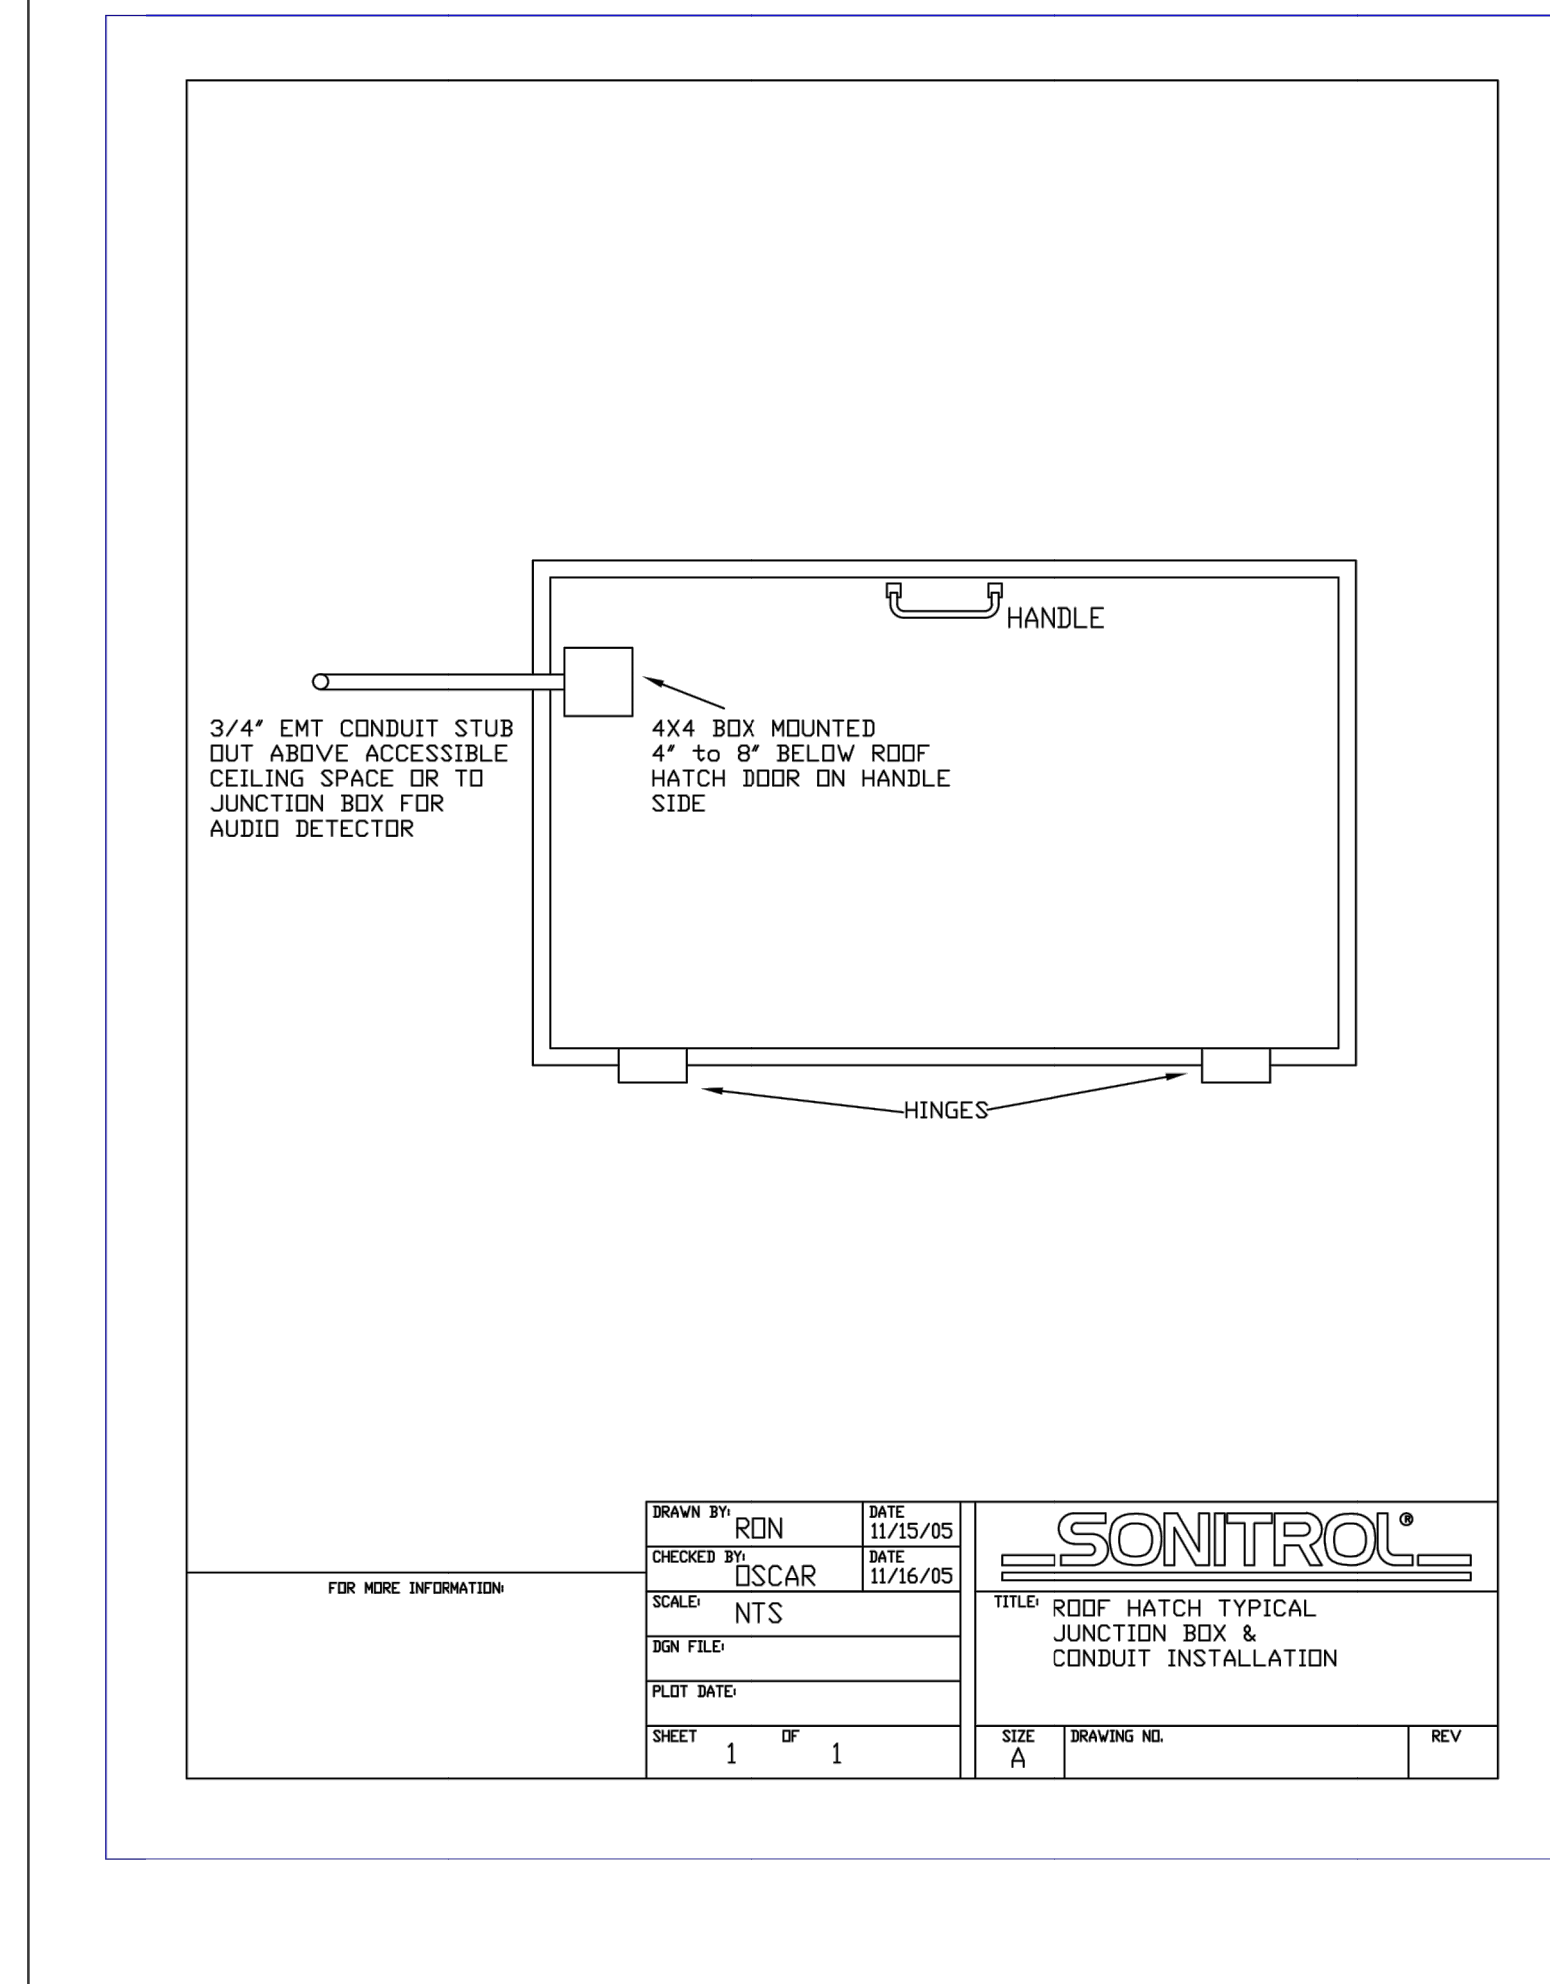 HANDLE
3/4" EMT CONDUIT STUB
OUT ABOVE ACCESSIBLE
CEILING SPACE OR TO
JUNCTION BOX FOR
AUDIO DETECTOR
4X4 BOX MOUNTED
4" to 8" BELOW ROOF
HATCH DOOR ON HANDLE
SIDE
HINGES
FOR MORE INFORMATION:
DRAWN BY: RON
DATE
11/15/05
CHECKED BY: OSCAR
DATE
11/16/05
SCALE: NTS
DGN FILE:
PLOT DATE:
SHEET 1 OF 1
SONITROL®
TITLE: ROOF HATCH TYPICAL
JUNCTION BOX &
CONDUIT INSTALLATION
SIZE
A
DRAWING NO.
REV